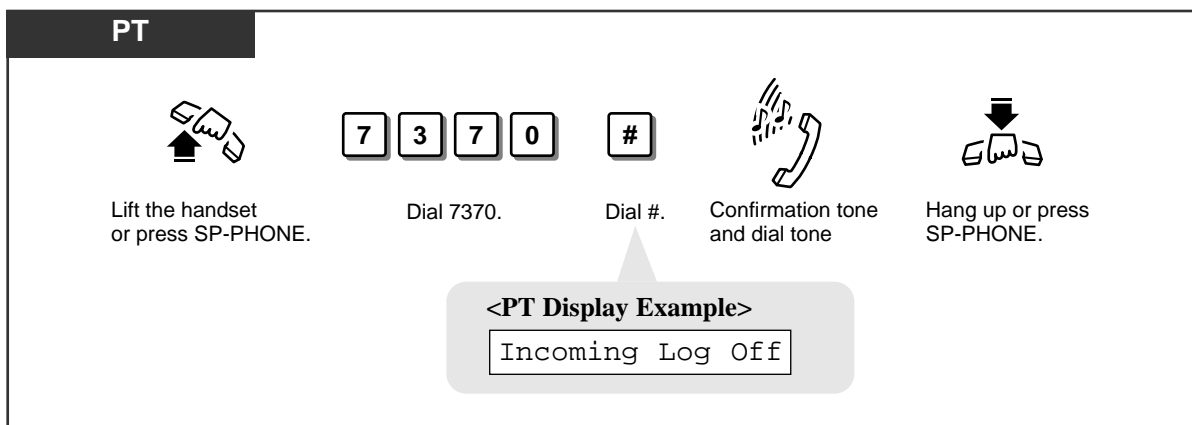 PT
7 3 7 0 #
Lift the handset
or press SP-PHONE.
Dial 7370.
Dial #.
Confirmation tone
and dial tone
Hang up or press
SP-PHONE.
<PT Display Example>
Incoming Log Off